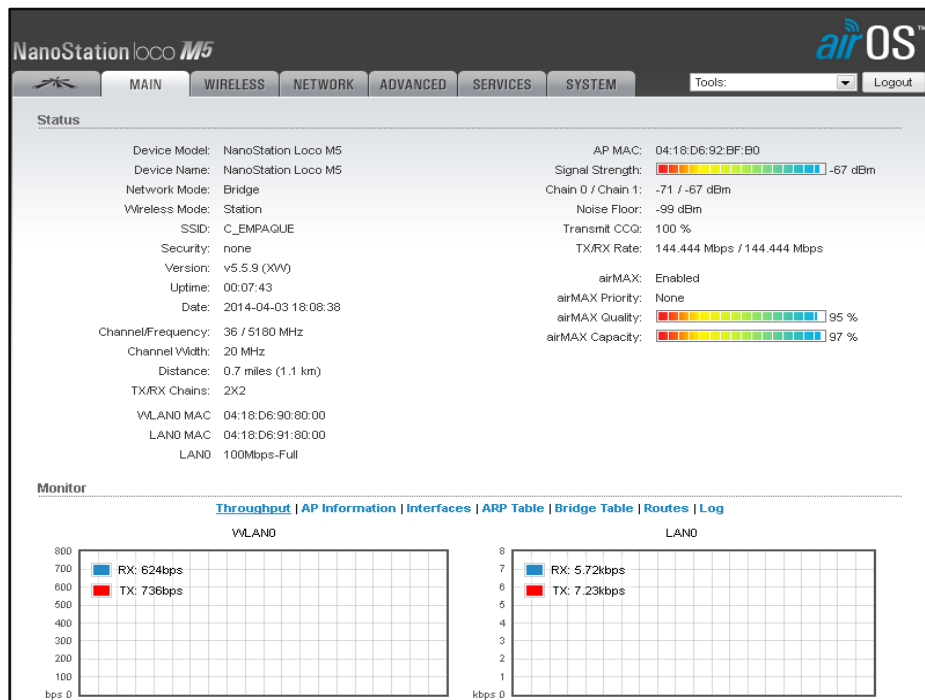 NanoStation loco M5
airOS™
MAIN WIRELESS NETWORK ADVANCED SERVICES SYSTEM Tools: Logout
Status
Device Model: NanoStation Loco M5
Device Name: NanoStation Loco M5
Network Mode: Bridge
Wireless Mode: Station
SSID: C_EMPAQUE
Security: none
Version: v5.5.9 (XW)
Uptime: 00:07:43
Date: 2014-04-03 18:08:38
Channel/Frequency: 36 / 5180 MHz
Channel Width: 20 MHz
Distance: 0.7 miles (1.1 km)
TX/RX Chains: 2X2
WLAN0 MAC 04:18:D6:90:80:00
LAN0 MAC 04:18:D6:91:80:00
LAN0 100Mbps-Full
AP MAC: 04:18:D6:92:BF:B0
Signal Strength: -67 dBm
Chain 0 / Chain 1: -71 / -67 dBm
Noise Floor: -99 dBm
Transmit CCQ: 100 %
TX/RX Rate: 144.444 Mbps / 144.444 Mbps
airMAX: Enabled
airMAX Priority: None
airMAX Quality: 95 %
airMAX Capacity: 97 %
Monitor
Throughput | AP Information | Interfaces | ARP Table | Bridge Table | Routes | Log
WLAN0
800
700
600
500
400
300
200
100
bps 0
RX: 624bps
TX: 736bps
LAN0
8
7
6
5
4
3
2
1
kbps 0
RX: 5.72kbps
TX: 7.23kbps